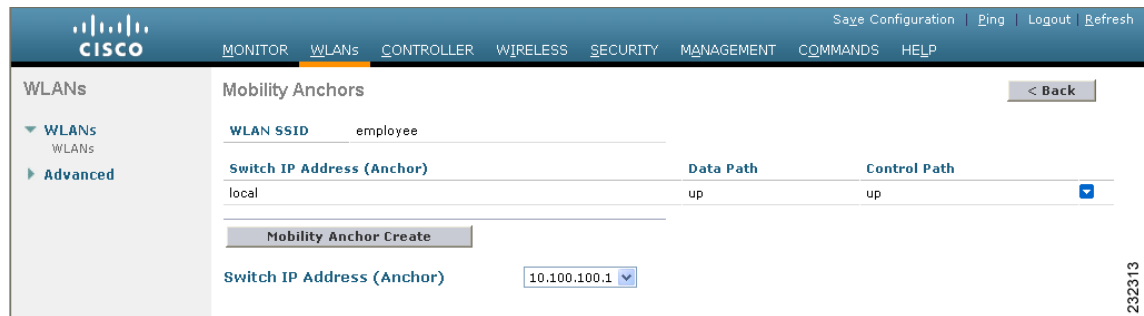 Save Configuration | Ping | Logout | Refresh
CISCO
MONITOR WLANs CONTROLLER WIRELESS SECURITY MANAGEMENT COMMANDS HELP
WLANs
Mobility Anchors
< Back
WLANs
WLANs
Advanced
WLAN SSID employee
Switch IP Address (Anchor) Data Path Control Path
local up up
Mobility Anchor Create
Switch IP Address (Anchor) 10.100.100.1
232313